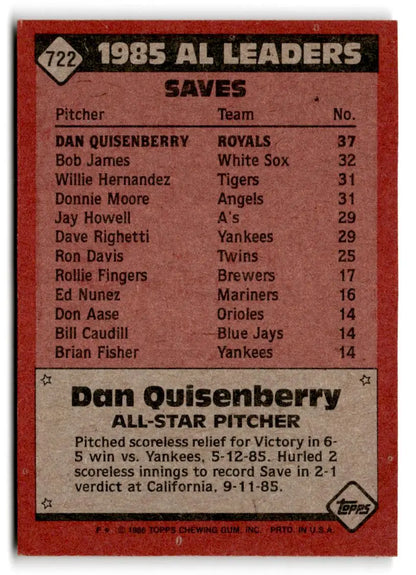 722 1985 AL LEADERS
SAVES
Pitcher Team No.
DAN QUISENBERRY ROYALS 37
Bob James White Sox 32
Willie Hernandez Tigers 31
Donnie Moore Angels 31
Jay Howell A's 29
Dave Righetti Yankees 29
Ron Davis Twins 25
Rollie Fingers Brewers 17
Ed Nunez Mariners 16
Don Aase Orioles 14
Bill Caudill Blue Jays 14
Brian Fisher Yankees 14
Dan Quisenberry
ALL-STAR PITCHER
Pitched scoreless relief for Victory in 6-
5 win vs. Yankees, 5-12-85. Hurled 2
scoreless innings to record Save in 2-1
verdict at California, 9-11-85.
TOPPS
F * © 1986 TOPPS CHEWING GUM, INC. PRTD. IN U.S.A.